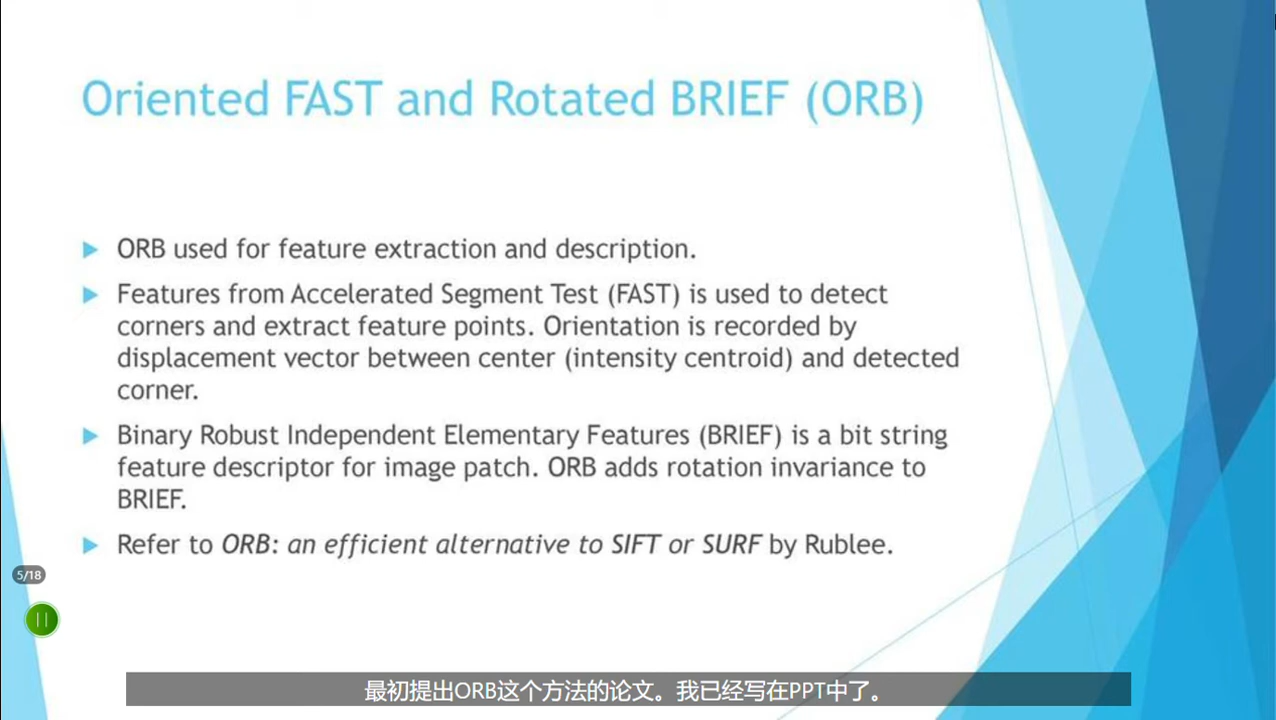 Oriented FAST and Rotated BRIEF (ORB)
ORB used for feature extraction and description.
Features from Accelerated Segment Test (FAST) is used to detect
corners and extract feature points. Orientation is recorded by
displacement vector between center (intensity centroid) and detected
corner.
Binary Robust Independent Elementary Features (BRIEF) is a bit string
feature descriptor for image patch. ORB adds rotation invariance to
BRIEF.
Refer to ORB: an efficient alternative to SIFT or SURF by Rublee.
5/18
最初提出ORB这个方法的论文。我已经写在PPT中了。